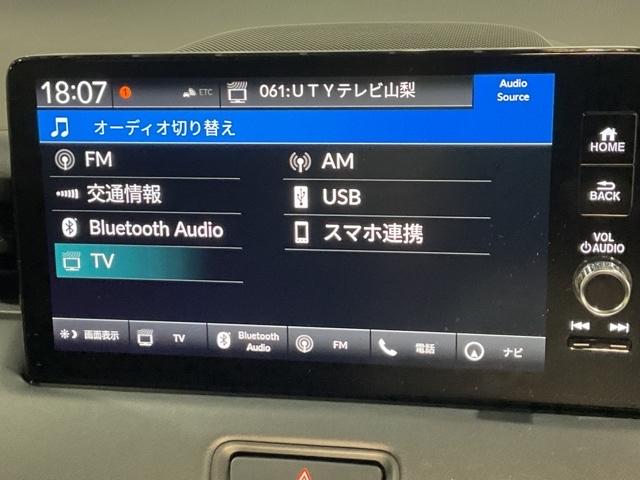 18:07 1 ETC 061:UTYテレビ山梨 Audio Source
オーディオ切り替え
FM
AM
交通情報
USB
Bluetooth Audio
スマホ連携
TV
画面表示 TV Bluetooth Audio FM 電話 ナビ
HOME
BACK
VOL
AUDIO